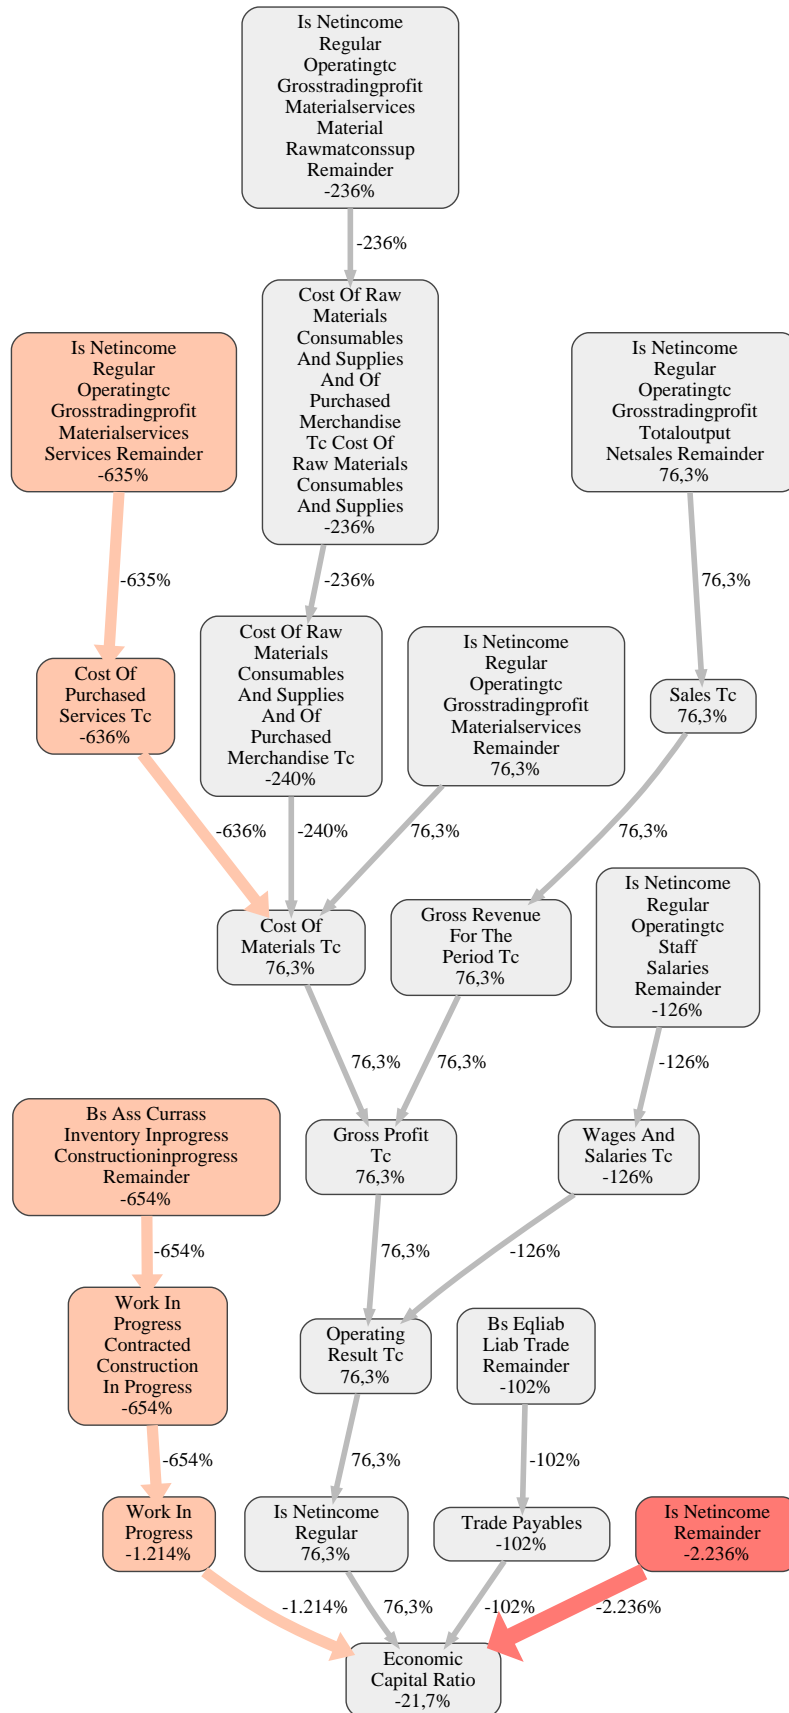 Is Netincome
Regular
Operatingtc
Grosstradingprofit
Materialservices
Material
Rawmatconssup
Remainder
-236%
-236%
Cost Of Raw
Materials
Consumables
And Supplies
And Of
Purchased
Merchandise
Tc Cost Of
Raw Materials
Consumables
And Supplies
-236%
Is Netincome
Regular
Operatingtc
Grosstradingprofit
Materialservices
Services Remainder
-635%
Is Netincome
Regular
Operatingtc
Grosstradingprofit
Totaloutput
Netsales Remainder
76,3%
-635%
-236%
76,3%
Cost Of
Purchased
Services Tc
-636%
Cost Of Raw
Materials
Consumables
And Supplies
And Of
Purchased
Merchandise Tc
-240%
Is Netincome
Regular
Operatingtc
Grosstradingprofit
Materialservices
Remainder
76,3%
Sales Tc
76,3%
-636%
-240%
76,3%
76,3%
Cost Of
Materials Tc
76,3%
Gross Revenue
For The
Period Tc
76,3%
Is Netincome
Regular
Operatingtc
Staff
Salaries
Remainder
-126%
76,3%
76,3%
-126%
Bs Ass Currass
Inventory Inprogress
Constructioninprogress
Remainder
-654%
Gross Profit
Tc
76,3%
Wages And
Salaries Tc
-126%
-654%
76,3%
-126%
Work In
Progress
Contracted
Construction
In Progress
-654%
Operating
Result Tc
76,3%
Bs Eqliab
Liab Trade
Remainder
-102%
-654%
76,3%
-102%
Work In
Progress
-1.214%
Is Netincome
Regular
76,3%
Trade Payables
-102%
Is Netincome
Remainder
-2.236%
-1.214%
76,3%
-102%
-2.236%
Economic
Capital Ratio
-21,7%